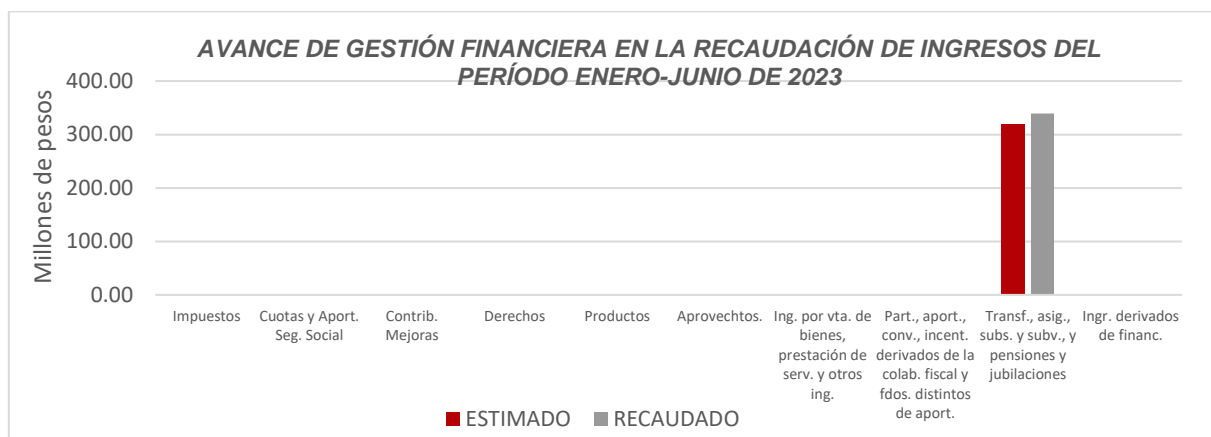 AVANCE DE GESTIÓN FINANCIERA EN LA RECAUDACIÓN DE INGRESOS DEL
PERÍODO ENERO-JUNIO DE 2023
Millones de pesos
400.00
300.00
200.00
100.00
0.00
Impuestos
Cuotas y Aport.
Seg. Social
Contrib.
Mejoras
Derechos
Productos
Aprovechtos.
Ing. por vta. de
bienes,
prestación de
serv. y otros
ing.
Part., aport.,
conv., incent.
derivados de la
colab. fiscal y
fdos. distintos
de aport.
Transf., asig.,
subs. y subv., y
pensiones y
jubilaciones
Ingr. derivados
de financ.
ESTIMADO
RECAUDADO